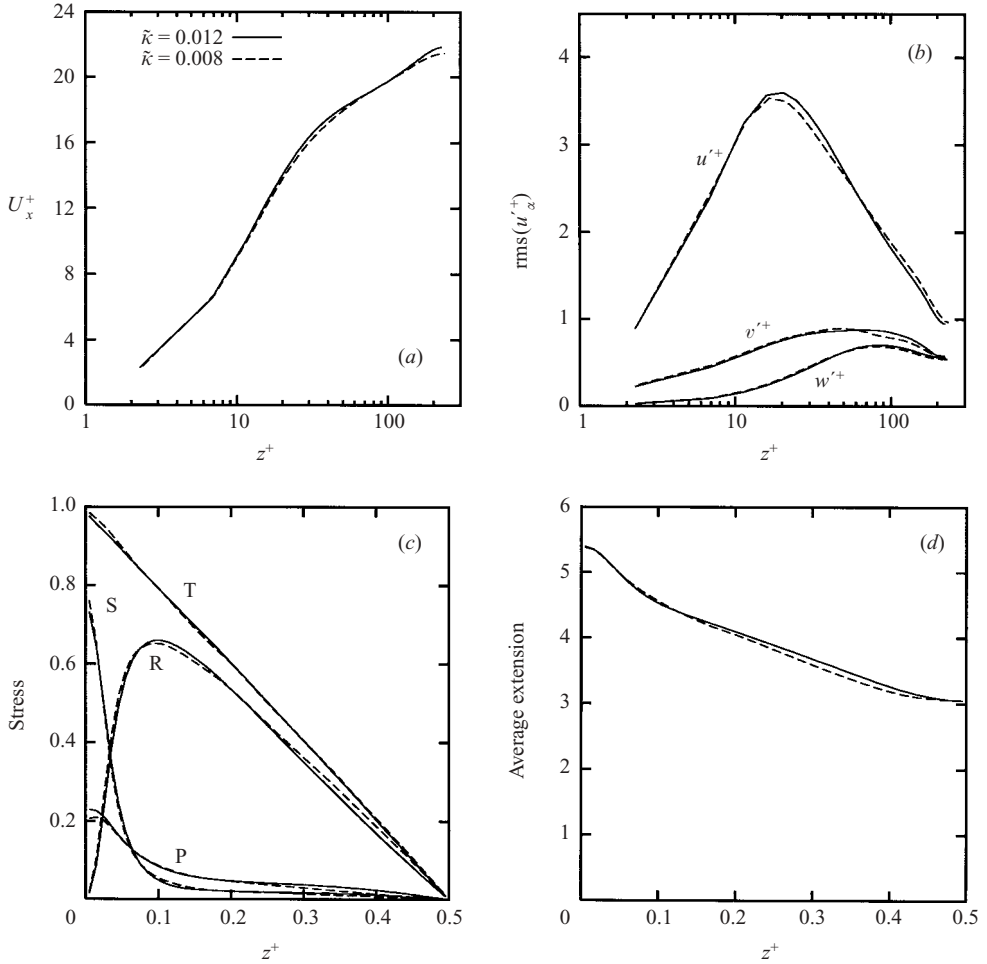 24
20
16
12
8
4
0
κ̃ = 0.012
κ̃ = 0.008
U_x^+
(a)
1
10
100
z^+
4
3
2
1
0
(b)
u′^+
v′^+
w′^+
rms(u′_α^+)
1
10
100
z^+
1.0
0.8
0.6
0.4
0.2
0
(c)
S
T
R
P
Stress
0.1
0.2
0.3
0.4
0.5
z^+
6
5
4
3
2
1
0
(d)
Average extension
0.1
0.2
0.3
0.4
0.5
z^+